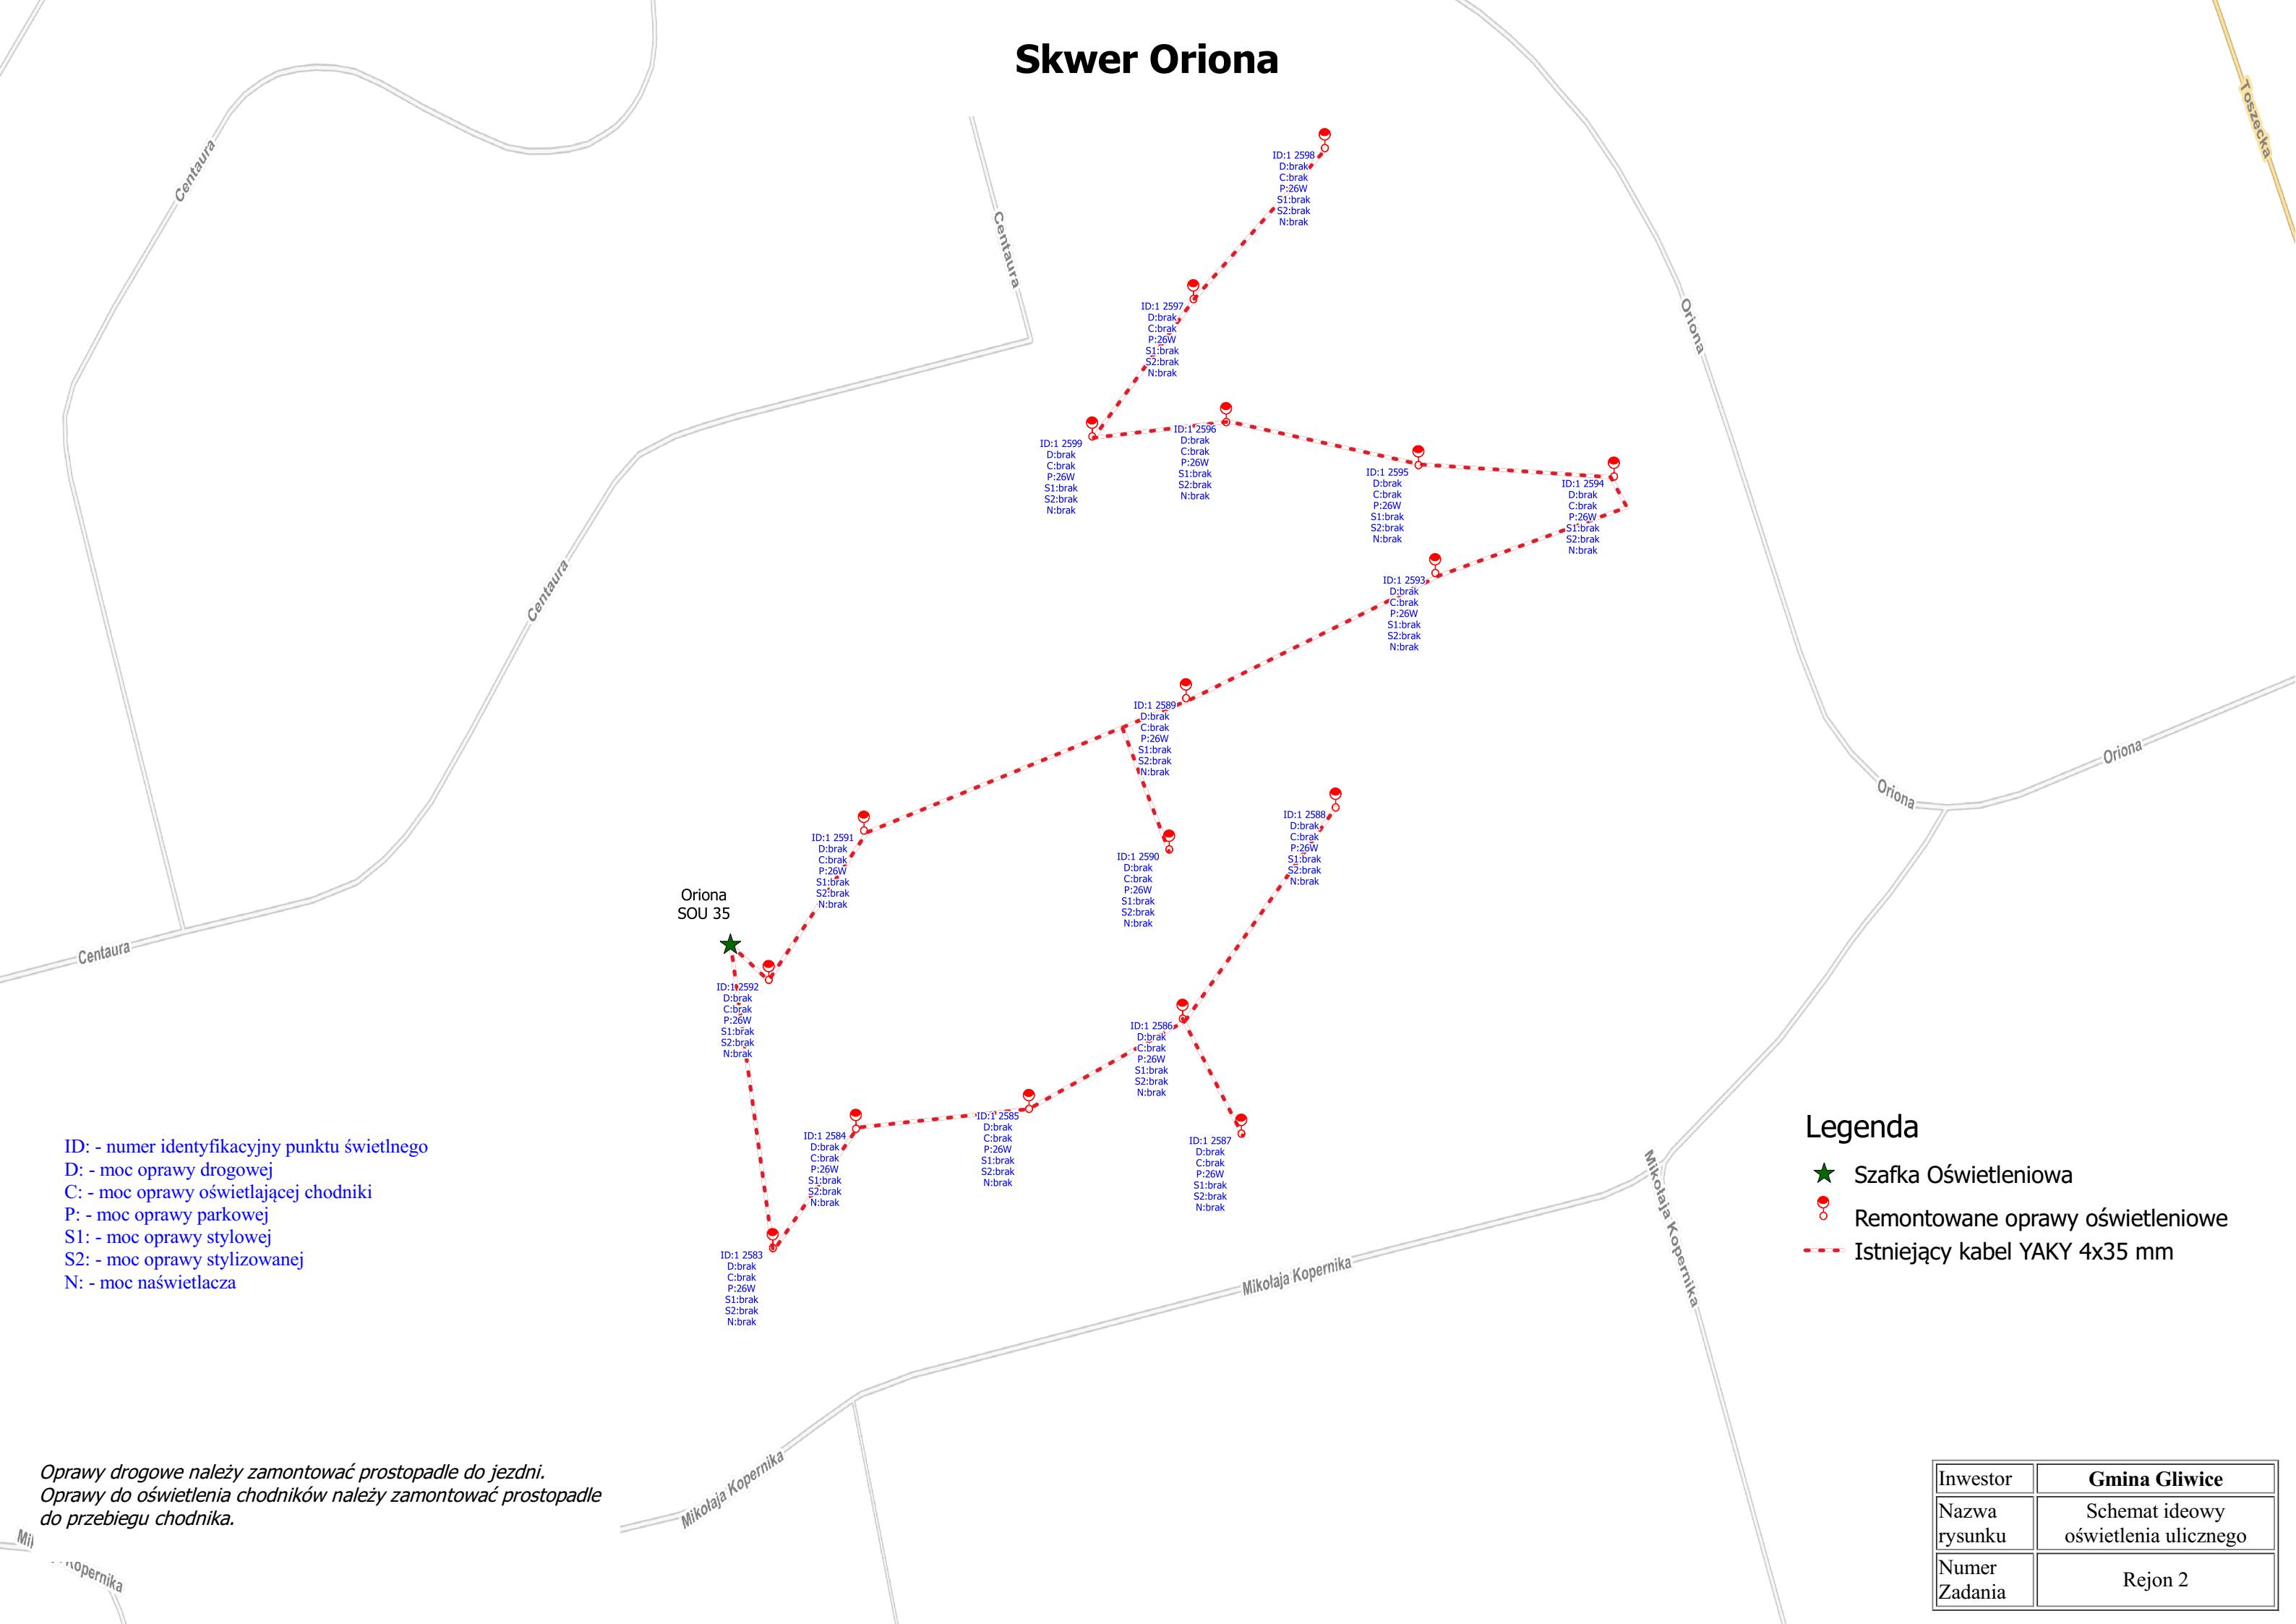 Skwer Oriona
Toszecka
Centaura
Centaura
Oriona
Centaura
Oriona
Oriona
Centaura
Mikołaja Kopernika
Mikołaja Kopernika
Mikołaja Kopernika
Kopernika
ID:1 2598
D:brak
C:brak
P:26W
S1:brak
S2:brak
N:brak
ID:1 2597
D:brak
C:brak
P:26W
S1:brak
S2:brak
N:brak
ID:1 2599
D:brak
C:brak
P:26W
S1:brak
S2:brak
N:brak
ID:1 2596
D:brak
C:brak
P:26W
S1:brak
S2:brak
N:brak
ID:1 2595
D:brak
C:brak
P:26W
S1:brak
S2:brak
N:brak
ID:1 2594
D:brak
C:brak
P:26W
S1:brak
S2:brak
N:brak
ID:1 2593
D:brak
C:brak
P:26W
S1:brak
S2:brak
N:brak
ID:1 2589
D:brak
C:brak
P:26W
S1:brak
S2:brak
N:brak
ID:1 2591
D:brak
C:brak
P:26W
S1:brak
S2:brak
N:brak
ID:1 2590
D:brak
C:brak
P:26W
S1:brak
S2:brak
N:brak
ID:1 2588
D:brak
C:brak
P:26W
S1:brak
S2:brak
N:brak
Oriona
SOU 35
ID:1 2592
D:brak
C:brak
P:26W
S1:brak
S2:brak
N:brak
ID:1 2586
D:brak
C:brak
P:26W
S1:brak
S2:brak
N:brak
ID:1 2585
D:brak
C:brak
P:26W
S1:brak
S2:brak
N:brak
ID:1 2584
D:brak
C:brak
P:26W
S1:brak
S2:brak
N:brak
ID:1 2587
D:brak
C:brak
P:26W
S1:brak
S2:brak
N:brak
ID:1 2583
D:brak
C:brak
P:26W
S1:brak
S2:brak
N:brak
ID: - numer identyfikacyjny punktu świetlnego
D: - moc oprawy drogowej
C: - moc oprawy oświetlającej chodniki
P: - moc oprawy parkowej
S1: - moc oprawy stylowej
S2: - moc oprawy stylizowanej
N: - moc naświetlacza
Legenda
Szafka Oświetleniowa
Remontowane oprawy oświetleniowe
Istniejący kabel YAKY 4x35 mm
Oprawy drogowe należy zamontować prostopadle do jezdni.
Oprawy do oświetlenia chodników należy zamontować prostopadle
do przebiegu chodnika.
Inwestor
Gmina Gliwice
Nazwa
rysunku
Schemat ideowy
oświetlenia ulicznego
Numer
Zadania
Rejon 2